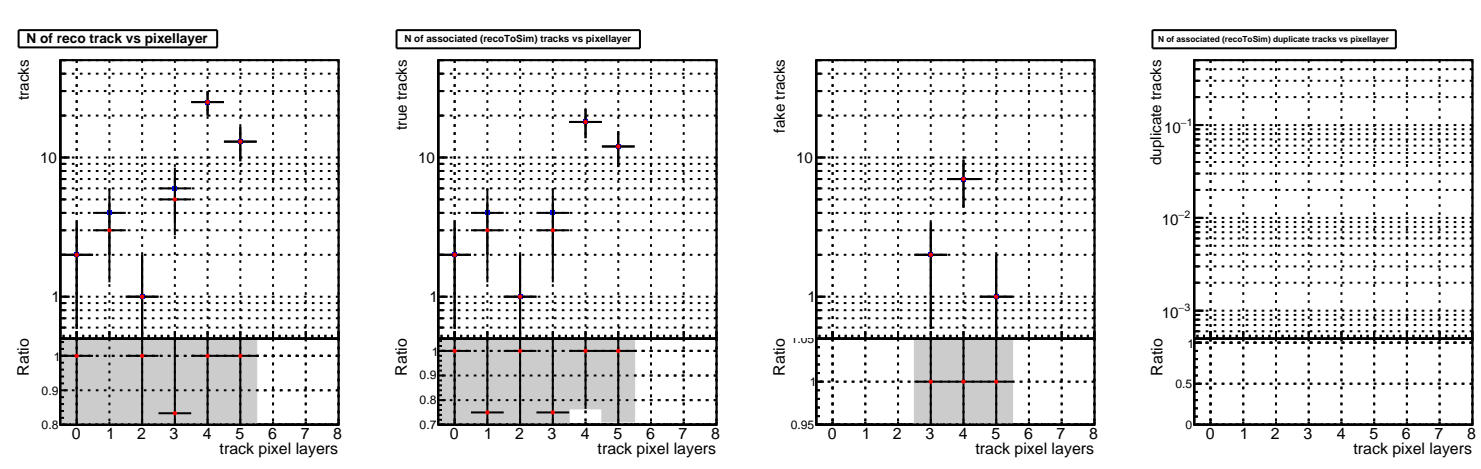 N of reco track vs pixellayer
tracks
10
1
Ratio
1
0.9
0.8
0 1 2 3 4 5 6 7 8
track pixel layers
N of associated (recoToSim) tracks vs pixellayer
true tracks
10
1
Ratio
1
0.9
0.8
0.7
0 1 2 3 4 5 6 7 8
track pixel layers
fake tracks
10
1
Ratio
1.05
1
0.95
0 1 2 3 4 5 6 7 8
track pixel layers
N of associated (recoToSim) duplicate tracks vs pixellayer
duplicate tracks
10⁻¹
10⁻²
10⁻³
Ratio
1
0.5
0
0 1 2 3 4 5 6 7 8
track pixel layers